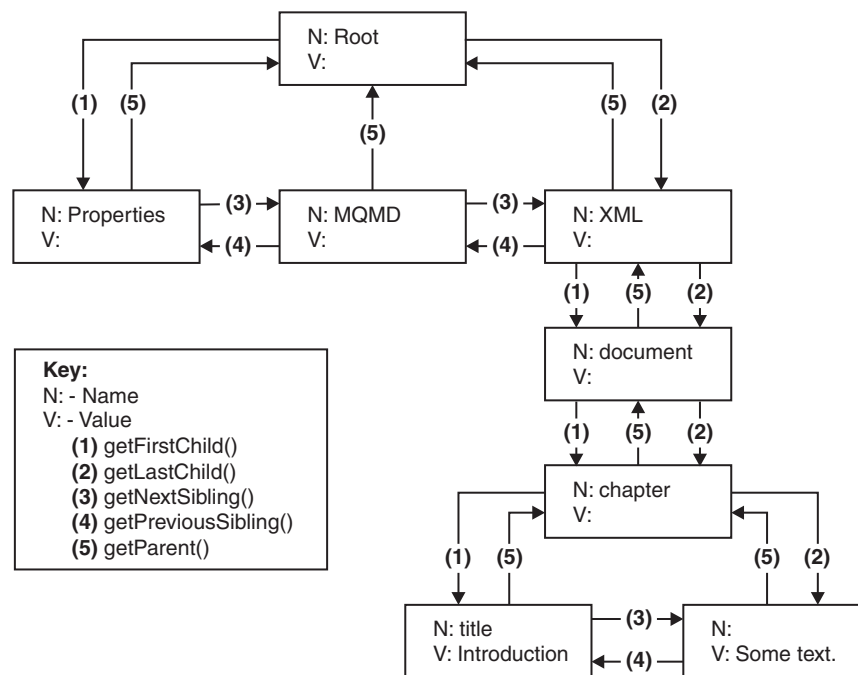 N: Root
V:
(1)
(5)
(5)
(5)
(2)
N: Properties
V:
(3)
(4)
N: MQMD
V:
(3)
(4)
N: XML
V:
(1)
(5)
(2)
N: document
V:
(1)
(5)
(2)
Key:
N: - Name
V: - Value
(1) getFirstChild()
(2) getLastChild()
(3) getNextSibling()
(4) getPreviousSibling()
(5) getParent()
N: chapter
V:
(1)
(5)
(5)
(2)
N: title
V: Introduction
(3)
(4)
N:
V: Some text.